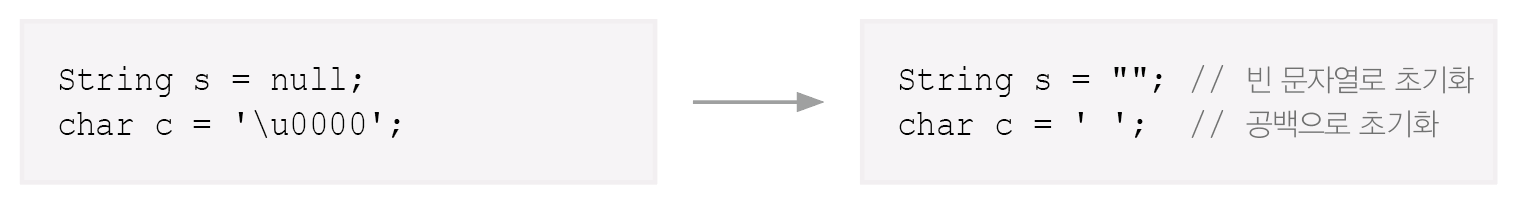 String s = null;
char c = '\u0000';
String s = ""; // 빈 문자열로 초기화
char c = ' '; // 공백으로 초기화